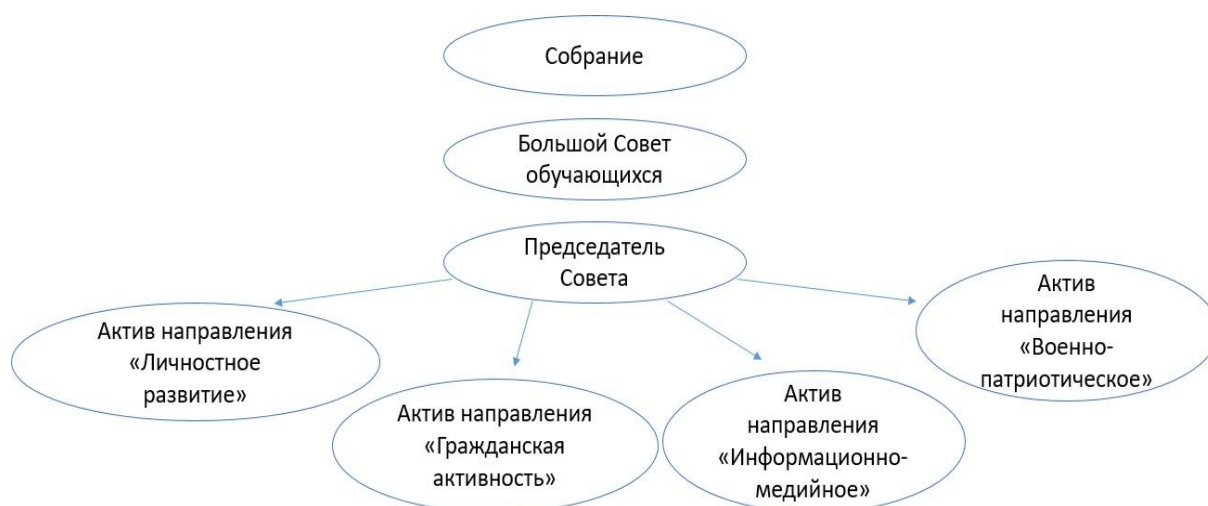 Собрание
Большой Совет
обучающихся
Председатель
Совета
Актив направления
«Личностное
развитие»
Актив направления
«Гражданская
активность»
Актив
направления
«Информационно-
медийное»
Актив
направления
«Военно-
патриотическое»